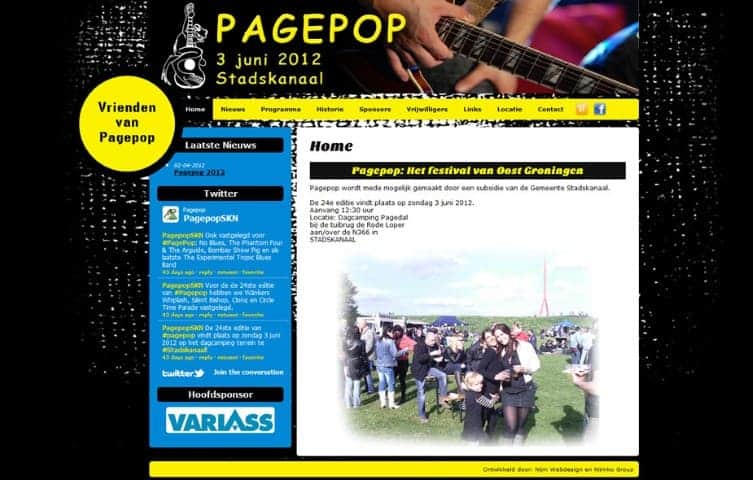 PAGEPOP
3 juni 2012
Stadskanaal
Vrienden
van
Pagepop
Home Nieuws Programma Historie Sponsors Vrijwilligers Links Locatie Contact
Laatste Nieuws
02-04-2012
Pagepop 2012
Twitter
Pagepop
PagepopSKN
PagepopSKN Ook vastgelegd voor
#PagePop: No Blues, The Phantom Four
& The Arguido, Bombay Show Pig en als
laatste The Experimental Tropic Blues
Band
43 days ago · reply · retweet · favorite
PagepopSKN Voor de de 24ste editie
van #Pagepop hebben we Wankers
Whiplash, Silent Bishop, Clenz en Circle
Time Parade vastgelegd.
43 days ago · reply · retweet · favorite
PagepopSKN De 24ste editie van
#pagepop vindt plaats op zondag 3 juni
2012 op het dagcamping terrein te
#Stadskanaal!
43 days ago · reply · retweet · favorite
twitter Join the conversation
Hoofdsponsor
VARIASS
Home
Pagepop: Het festival van Oost Groningen
Pagepop wordt mede mogelijk gemaakt door een subsidie van de Gemeente Stadskanaal.
De 24e editie vindt plaats op zondag 3 juni 2012.
Aanvang 12:30 uur
Locatie: Dagcamping Pagedal
bij de tuibrug de Rode Loper
aan/over de N366 in
STADSKANAAL
Ontwikkeld door: Nijm Webdesign en Nijmko Group